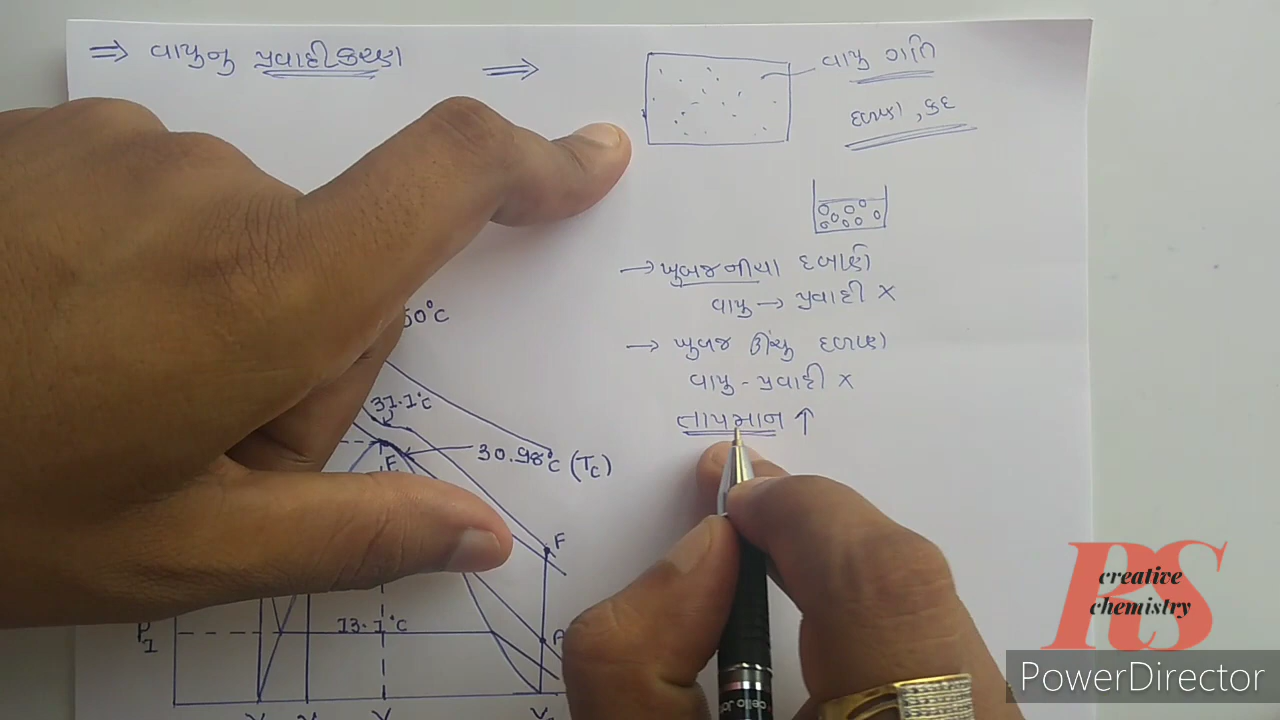 ⇒ વાયુનુ પ્રવાહીકરણ ⇒
વાયુ ગતિ
દબાણ , કદ
→ ખુબજ નીચા દબાણે
વાયુ → પ્રવાહી X
→ ખુબજ ઊંચુ દબાણ
વાયુ - પ્રવાહી X
તાપમાન ↑
50°C
31.1°C
E
30.98°C (Tc)
F
P1
13.1°C
A
creative
chemistry
RS
PowerDirector